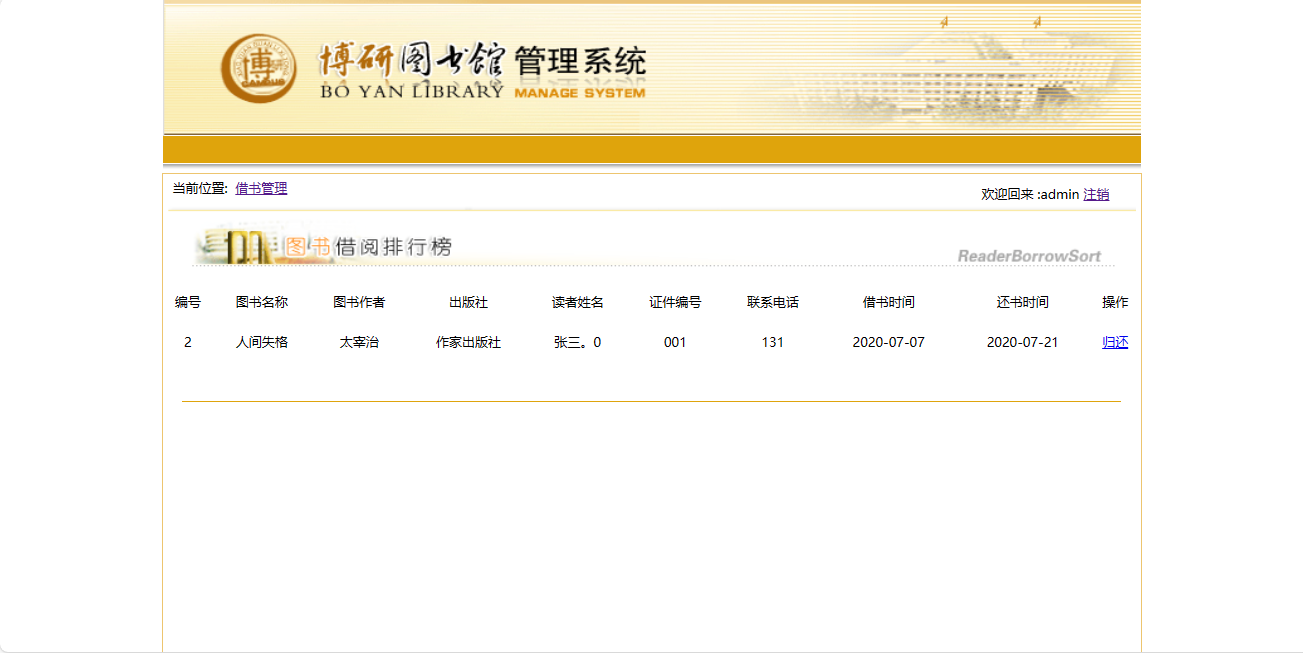 博研图书馆管理系统
BO YAN LIBRARY MANAGE SYSTEM
当前位置: 借书管理
欢迎回来 :admin 注销
图书借阅排行榜
ReaderBorrowSort
编号 图书名称 图书作者 出版社 读者姓名 证件编号 联系电话 借书时间 还书时间 操作
2 人间失格 太宰治 作家出版社 张三。0 001 131 2020-07-07 2020-07-21 归还